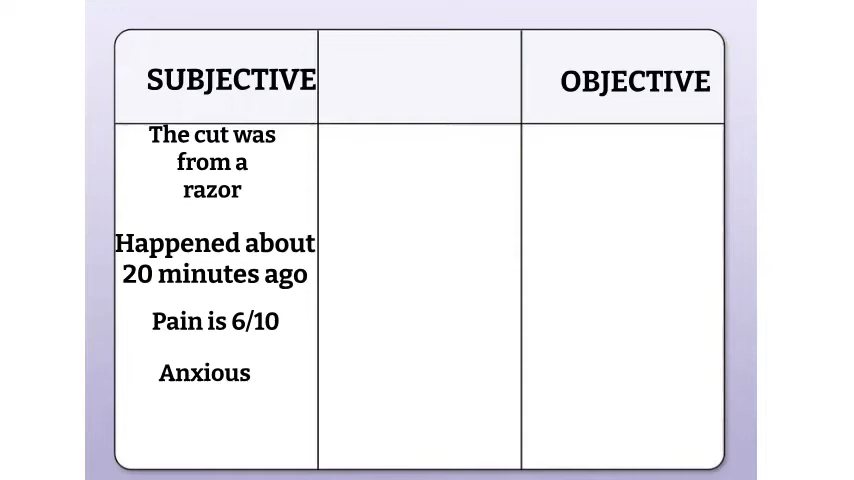 SUBJECTIVE
OBJECTIVE
The cut was
from a
razor
Happened about
20 minutes ago
Pain is 6/10
Anxious